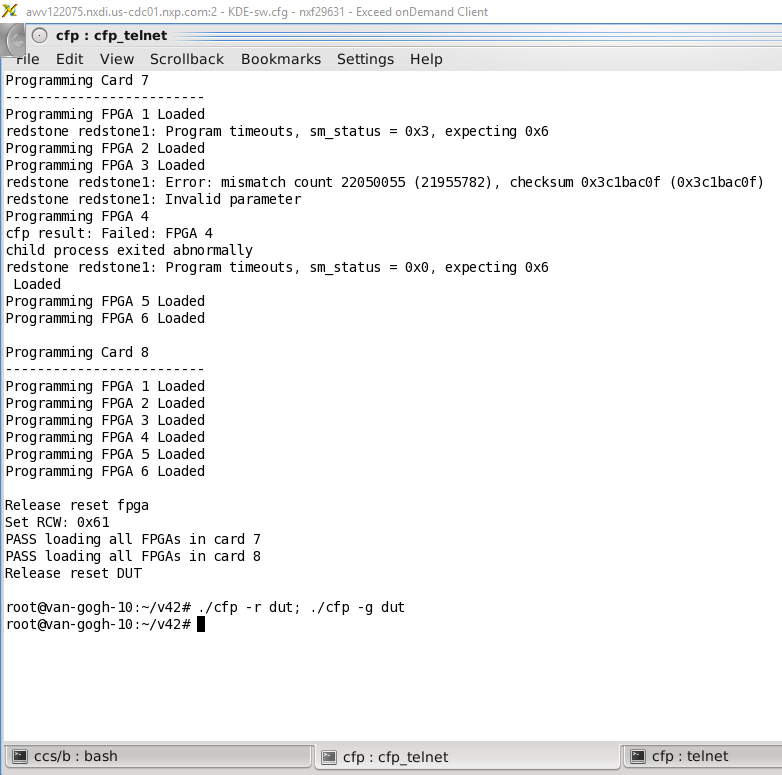 awv122075.nxdi.us-cdc01.nxp.com:2 - KDE-sw.cfg - nxf29631 - Exceed onDemand Client
cfp : cfp_telnet
File Edit View Scrollback Bookmarks Settings Help
Programming Card 7
-------------------------
Programming FPGA 1 Loaded
redstone redstone1: Program timeouts, sm_status = 0x3, expecting 0x6
Programming FPGA 2 Loaded
Programming FPGA 3 Loaded
redstone redstone1: Error: mismatch count 22050055 (21955782), checksum 0x3c1bac0f (0x3c1bac0f)
redstone redstone1: Invalid parameter
Programming FPGA 4
cfp result: Failed: FPGA 4
child process exited abnormally
redstone redstone1: Program timeouts, sm_status = 0x0, expecting 0x6
Loaded
Programming FPGA 5 Loaded
Programming FPGA 6 Loaded
Programming Card 8
-------------------------
Programming FPGA 1 Loaded
Programming FPGA 2 Loaded
Programming FPGA 3 Loaded
Programming FPGA 4 Loaded
Programming FPGA 5 Loaded
Programming FPGA 6 Loaded
Release reset fpga
Set RCW: 0x61
PASS loading all FPGAs in card 7
PASS loading all FPGAs in card 8
Release reset DUT
root@van-gogh-10:~/v42# ./cfp -r dut; ./cfp -g dut
root@van-gogh-10:~/v42#
ccs/b : bash
cfp : cfp_telnet
cfp : telnet